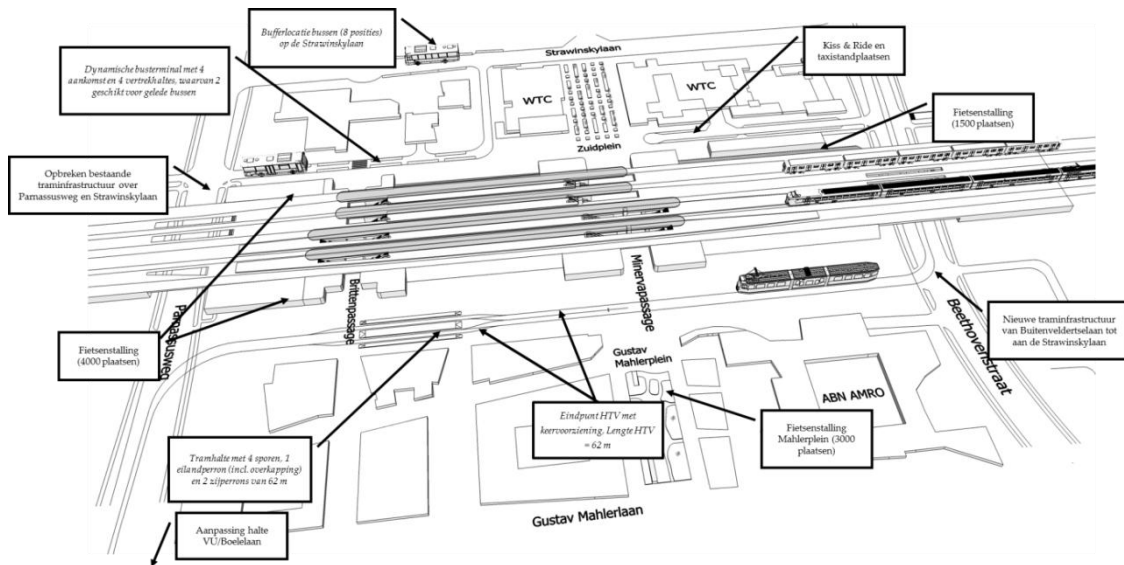 Bufferlocatie bussen (8 posities)
op de Strawinskylaan
Strawinskylaan
Kiss & Ride en
taxistandplaatsen
Dynamische busterminal met 4
aankomst en 4 vertrekhaltes, waarvan 2
geschikt voor gelede bussen
WTC
WTC
Fietsenstalling
(1500 plaatsen)
Zuidplein
Opbreken bestaande
traminfrastructuur over
Parnassusweg en Strawinskylaan
Brittenpassage
Minervapassage
Parnassusweg
Beethovenstraat
Fietsenstalling
(4000 plaatsen)
Nieuwe traminfrastructuur
van Buitenveldertselaan tot
aan de Strawinskylaan
Gustav
Mahlerplein
ABN AMRO
Eindpunt HTV met
keervoorziening. Lengte HTV
= 62 m
Fietsenstalling
Mahlerplein (3000
plaatsen)
Tramhalte met 4 sporen, 1
eilandperron (incl. overkapping)
en 2 zijperrons van 62 m
Gustav Mahlerlaan
Aanpassing halte
VU/Boelelaan